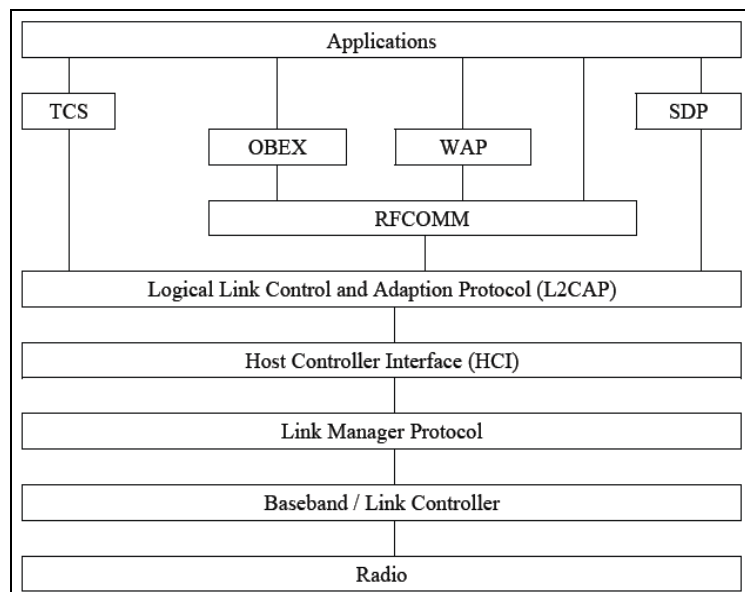 Applications
TCS
SDP
OBEX
WAP
RFCOMM
Logical Link Control and Adaption Protocol (L2CAP)
Host Controller Interface (HCI)
Link Manager Protocol
Baseband / Link Controller
Radio